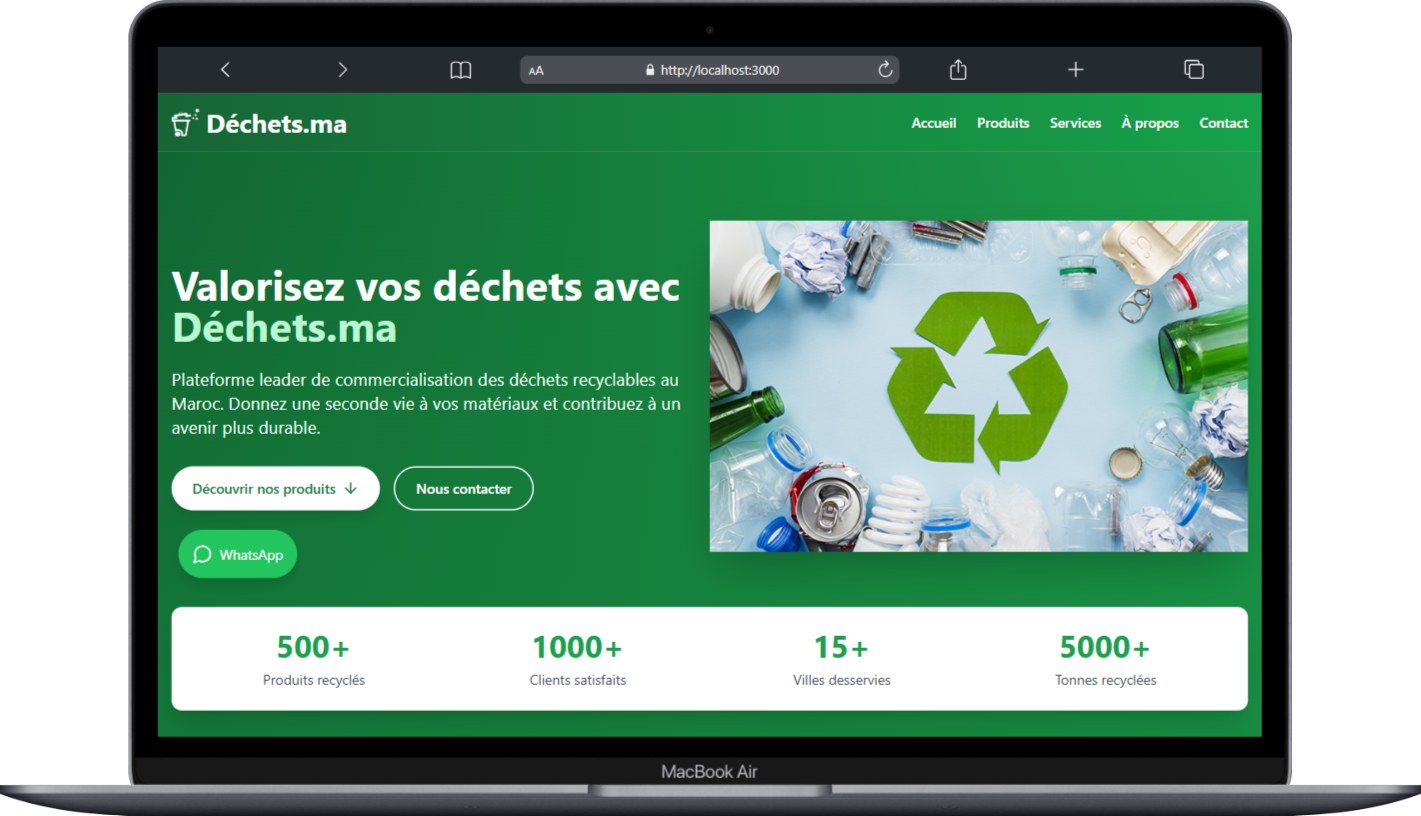 AA
http://localhost:3000
Déchets.ma
Accueil
Produits
Services
À propos
Contact
Valorisez vos déchets avec
Déchets.ma
Plateforme leader de commercialisation des déchets recyclables au
Maroc. Donnez une seconde vie à vos matériaux et contribuez à un
avenir plus durable.
Découvrir nos produits
Nous contacter
WhatsApp
500+
Produits recyclés
1000+
Clients satisfaits
15+
Villes desservies
5000+
Tonnes recyclées
MacBook Air